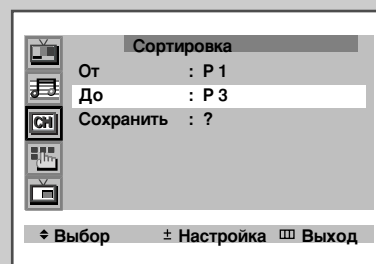 Сортировка
От : P 1
До : P 3
CH
Сохранить : ?
Выбор ± Настройка Выход